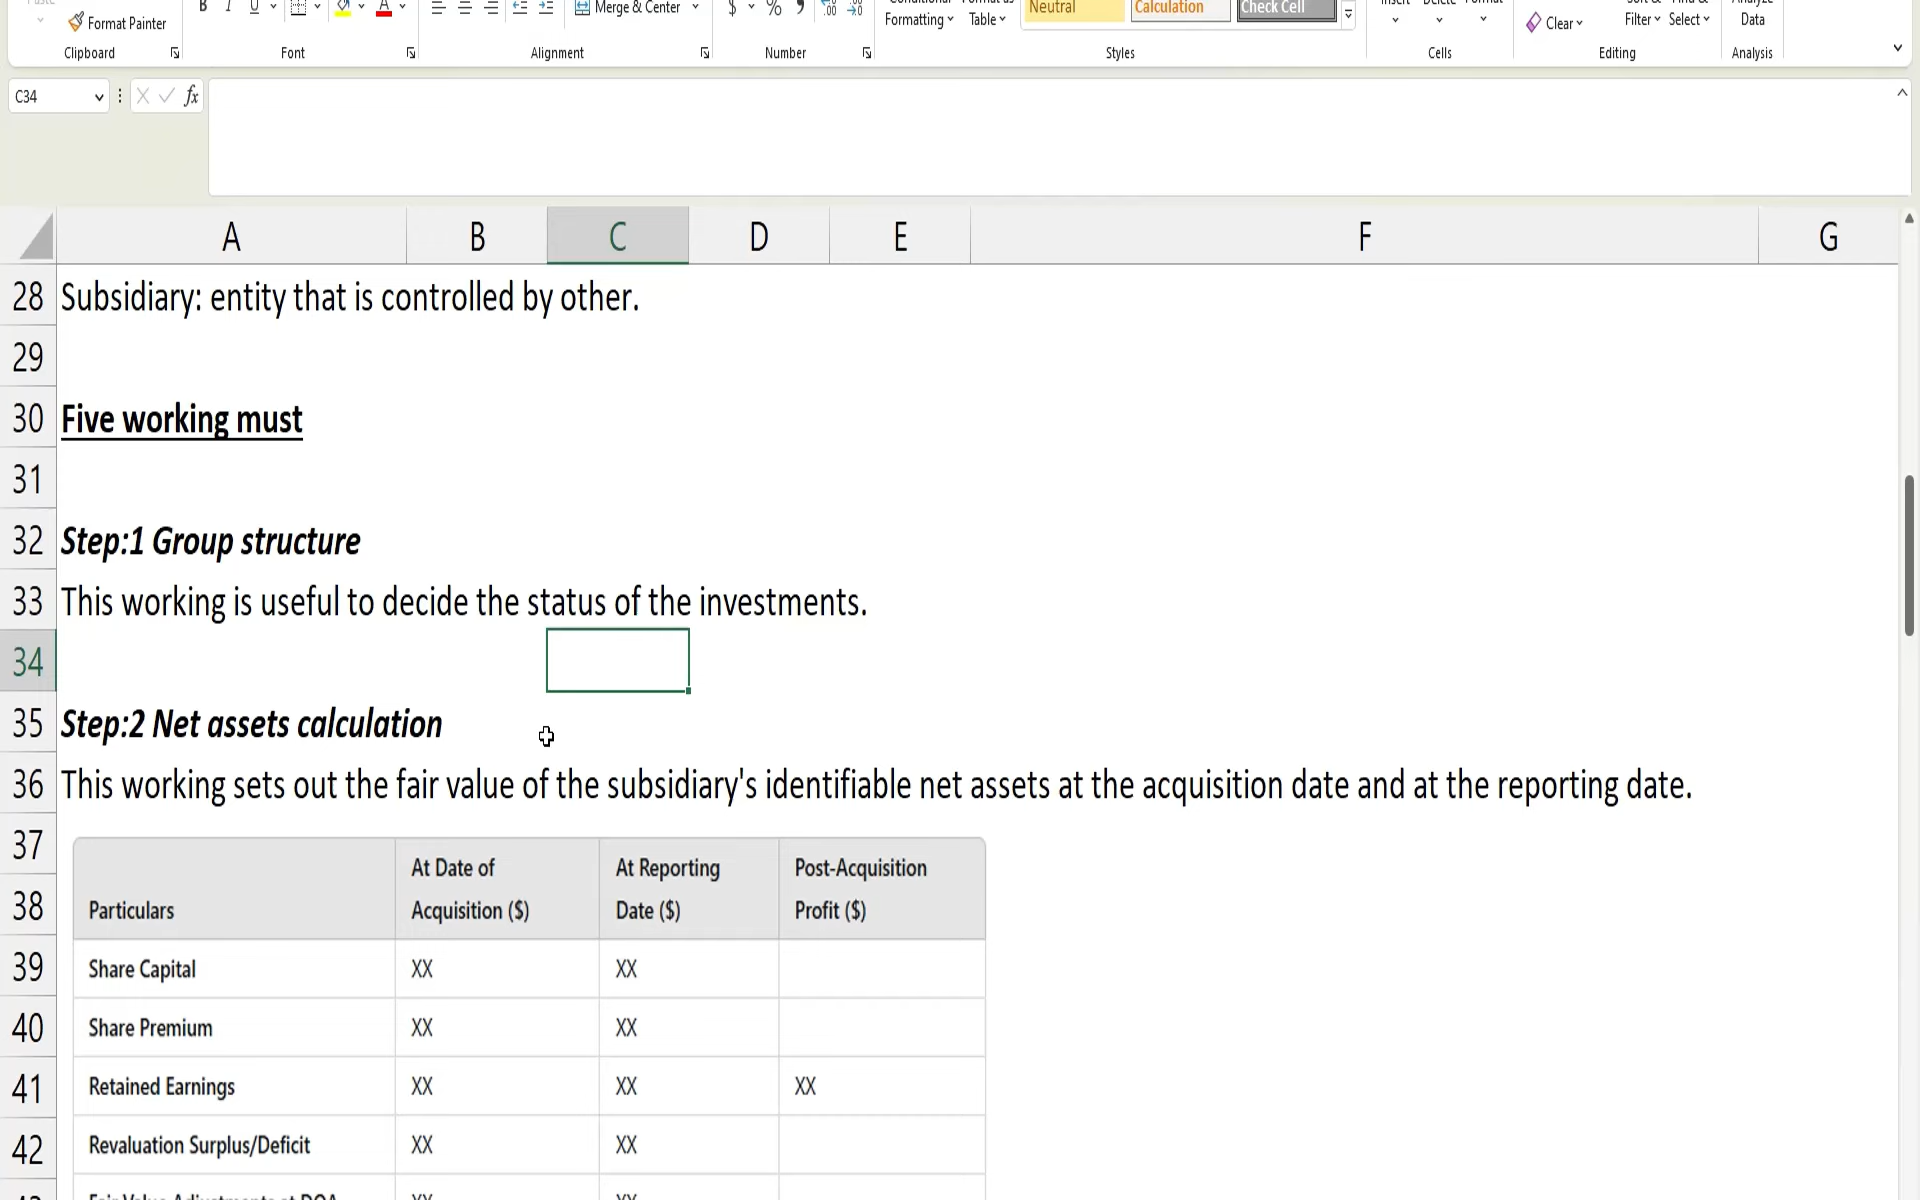 Format Painter
B I U
A
Merge & Center
$ % 9
Formatting
Table
Neutral
Calculation
Check Cell
Clear
Filter
Select
Data
Clipboard
Font
Alignment
Number
Styles
Cells
Editing
Analysis
C34
fx
A B C D E F G
28 Subsidiary: entity that is controlled by other.
29
30 Five working must
31
32 Step:1 Group structure
33 This working is useful to decide the status of the investments.
34
35 Step:2 Net assets calculation
36 This working sets out the fair value of the subsidiary's identifiable net assets at the acquisition date and at the reporting date.
37 At Date of At Reporting Post-Acquisition
38 Particulars Acquisition ($) Date ($) Profit ($)
39 Share Capital XX XX
40 Share Premium XX XX
41 Retained Earnings XX XX XX
42 Revaluation Surplus/Deficit XX XX